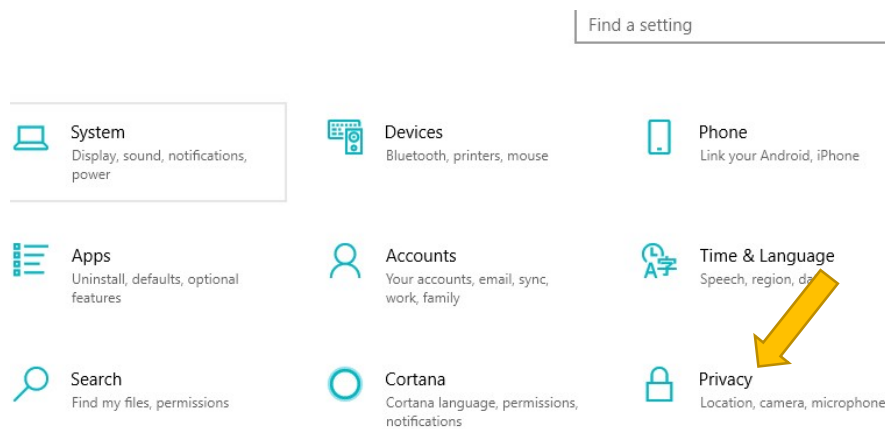 Find a setting
System
Display, sound, notifications,
power
Devices
Bluetooth, printers, mouse
Phone
Link your Android, iPhone
Apps
Uninstall, defaults, optional
features
Accounts
Your accounts, email, sync,
work, family
Time & Language
Speech, region,
Search
Find my files, permissions
Cortana
Cortana language, permissions,
notifications
Privacy
Location, camera, microphone